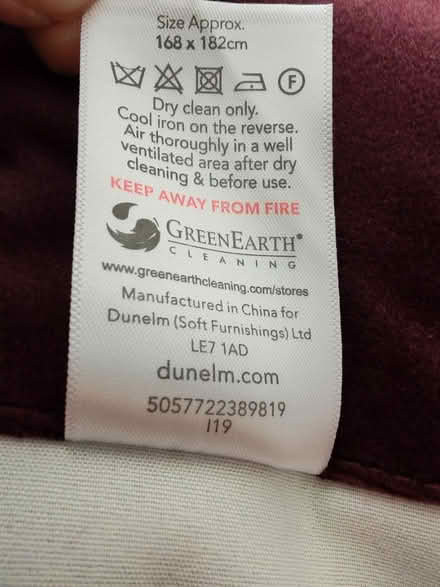 Size Approx.
168 x 182cm
F
Dry clean only.
Cool iron on the reverse.
Air thoroughly in a well
ventilated area after dry
cleaning & before use.
KEEP AWAY FROM FIRE
GREENEARTH®
CLEANING
www.greenearthcleaning.com/stores
Manufactured in China for
Dunelm (Soft Furnishings) Ltd
LE7 1AD
dunelm.com
5057722389819
I19